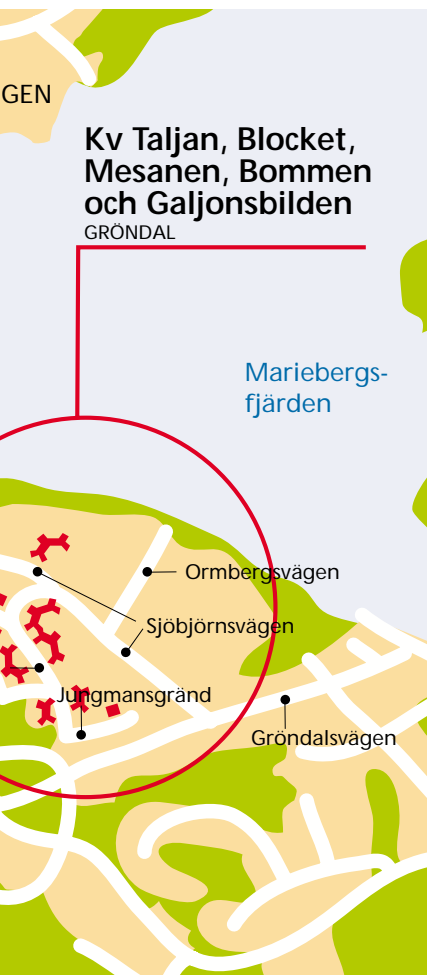 GEN
Kv Taljan, Blocket,
Mesanen, Bommen
och Galjonsbilden
GRÖNDAL
Mariebergs-
fjärden
Ormbergsvägen
Sjöbjörnsvägen
Jungmansgränd
Gröndalsvägen